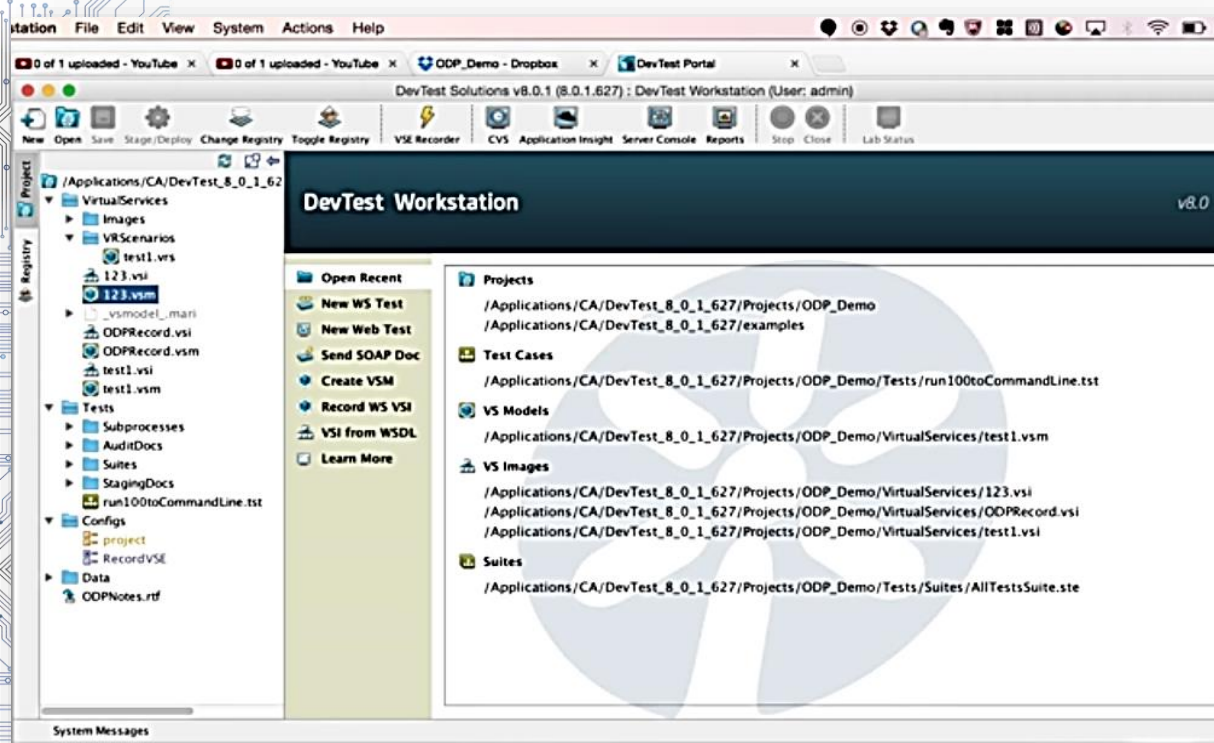 station File Edit View System Actions Help
0 of 1 uploaded - YouTube × 0 of 1 uploaded - YouTube × ODP_Demo - Dropbox × DevTest Portal ×
DevTest Solutions v8.0.1 (8.0.1.627) : DevTest Workstation (User: admin)
New Open Save Stage/Deploy Change Registry Toggle Registry VSE Recorder CVS Application Insight Server Console Reports Stop Close Lab Status
Project
Registry
/Applications/CA/DevTest_8_0_1_62
VirtualServices
Images
VRScenarios
test1.vrs
123.vsi
123.vsm
_vsmodel_.mari
ODPRecord.vsi
ODPRecord.vsm
test1.vsi
test1.vsm
Tests
Subprocesses
AuditDocs
Suites
StagingDocs
run100toCommandLine.tst
Configs
project
RecordVSE
Data
ODPNotes.rtf
DevTest Workstation
v8.0
Open Recent
New WS Test
New Web Test
Send SOAP Doc
Create VSM
Record WS VSI
VSI from WSDL
Learn More
Projects
/Applications/CA/DevTest_8_0_1_627/Projects/ODP_Demo
/Applications/CA/DevTest_8_0_1_627/examples
Test Cases
/Applications/CA/DevTest_8_0_1_627/Projects/ODP_Demo/Tests/run100toCommandLine.tst
VS Models
/Applications/CA/DevTest_8_0_1_627/Projects/ODP_Demo/VirtualServices/test1.vsm
VS Images
/Applications/CA/DevTest_8_0_1_627/Projects/ODP_Demo/VirtualServices/123.vsi
/Applications/CA/DevTest_8_0_1_627/Projects/ODP_Demo/VirtualServices/ODPRecord.vsi
/Applications/CA/DevTest_8_0_1_627/Projects/ODP_Demo/VirtualServices/test1.vsi
Suites
/Applications/CA/DevTest_8_0_1_627/Projects/ODP_Demo/Tests/Suites/AllTestsSuite.ste
System Messages